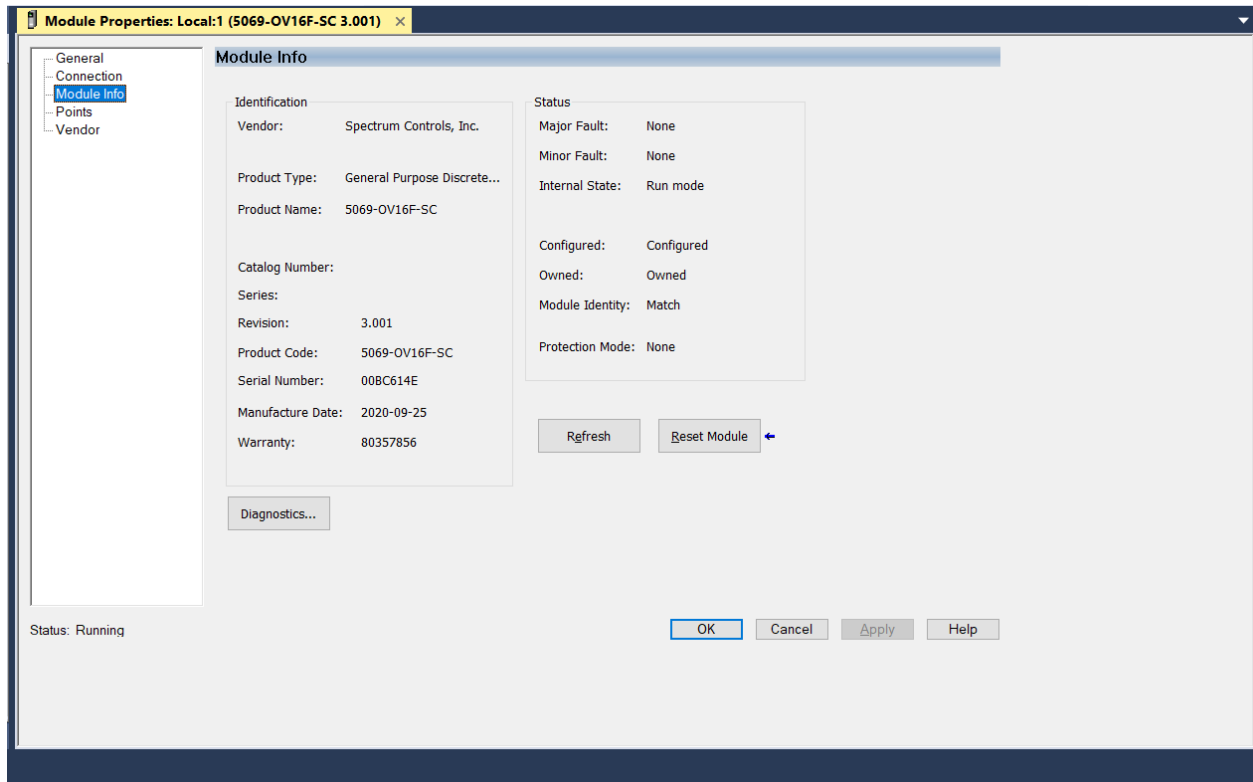 Module Properties: Local:1 (5069-OV16F-SC 3.001) ×
General
Connection
Module Info
Points
Vendor
Module Info
Identification
Vendor: Spectrum Controls, Inc.
Product Type: General Purpose Discrete...
Product Name: 5069-OV16F-SC
Catalog Number:
Series:
Revision: 3.001
Product Code: 5069-OV16F-SC
Serial Number: 00BC614E
Manufacture Date: 2020-09-25
Warranty: 80357856
Diagnostics...
Status
Major Fault: None
Minor Fault: None
Internal State: Run mode
Configured: Configured
Owned: Owned
Module Identity: Match
Protection Mode: None
Refresh Reset Module
Status: Running
OK Cancel Apply Help